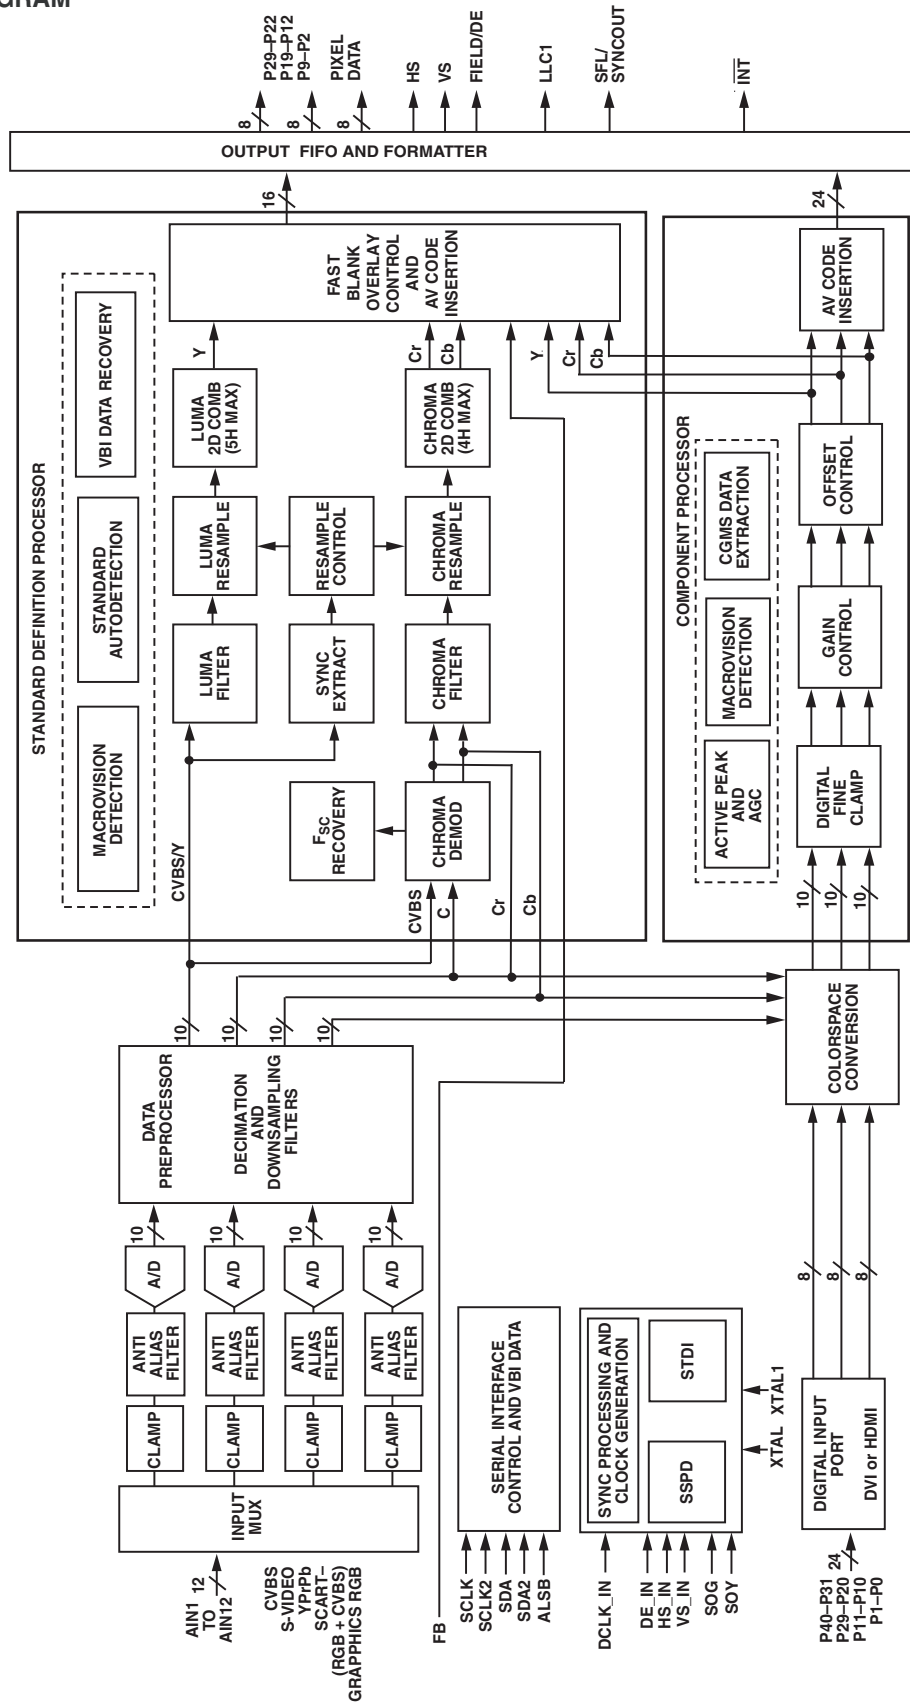 GRAM
AIN1
TO
AIN12
12
CVBS
S-VIDEO
YPrPb
SCART–
(RGB + CVBS)
GRAPPHICS RGB
INPUT
MUX
CLAMP
CLAMP
CLAMP
CLAMP
ANTI
ALIAS
FILTER
ANTI
ALIAS
FILTER
ANTI
ALIAS
FILTER
ANTI
ALIAS
FILTER
A/D
A/D
A/D
A/D
10
10
10
10
DATA
PREPROCESSOR
DECIMATION
AND
DOWNSAMPLING
FILTERS
10
10
10
10
FB
SCLK
SCLK2
SDA
SDA2
ALSB
SERIAL INTERFACE
CONTROL AND VBI DATA
DCLK_IN
DE_IN
HS_IN
VS_IN
SOG
SOY
SYNC PROCESSING AND
CLOCK GENERATION
SSPD
STDI
XTAL
XTAL1
P40–P31
P29–P20
P11–P10
P1–P0
24
DIGITAL INPUT
PORT
DVI or HDMI
8
8
8
COLORSPACE
CONVERSION
10
10
10
STANDARD DEFINITION PROCESSOR
MACROVISION
DETECTION
STANDARD
AUTODETECTION
VBI DATA RECOVERY
CVBS/Y
LUMA
FILTER
LUMA
RESAMPLE
LUMA
2D COMB
(5H MAX)
Y
SYNC
EXTRACT
RESAMPLE
CONTROL
FSC
RECOVERY
CVBS
C
CHROMA
DEMOD
CHROMA
FILTER
CHROMA
RESAMPLE
CHROMA
2D COMB
(4H MAX)
Cr
Cb
Cr
Cb
Y
Cr
Cb
FAST
BLANK
OVERLAY
CONTROL
AND
AV CODE
INSERTION
16
COMPONENT PROCESSOR
ACTIVE PEAK
AND
AGC
MACROVISION
DETECTION
CGMS DATA
EXTRACTION
DIGITAL
FINE
CLAMP
GAIN
CONTROL
OFFSET
CONTROL
AV CODE
INSERTION
24
OUTPUT FIFO AND FORMATTER
8
8
8
P29–P22
P19–P12
P9–P2
PIXEL
DATA
HS
VS
FIELD/DE
LLC1
SFL/
SYNCOUT
INT